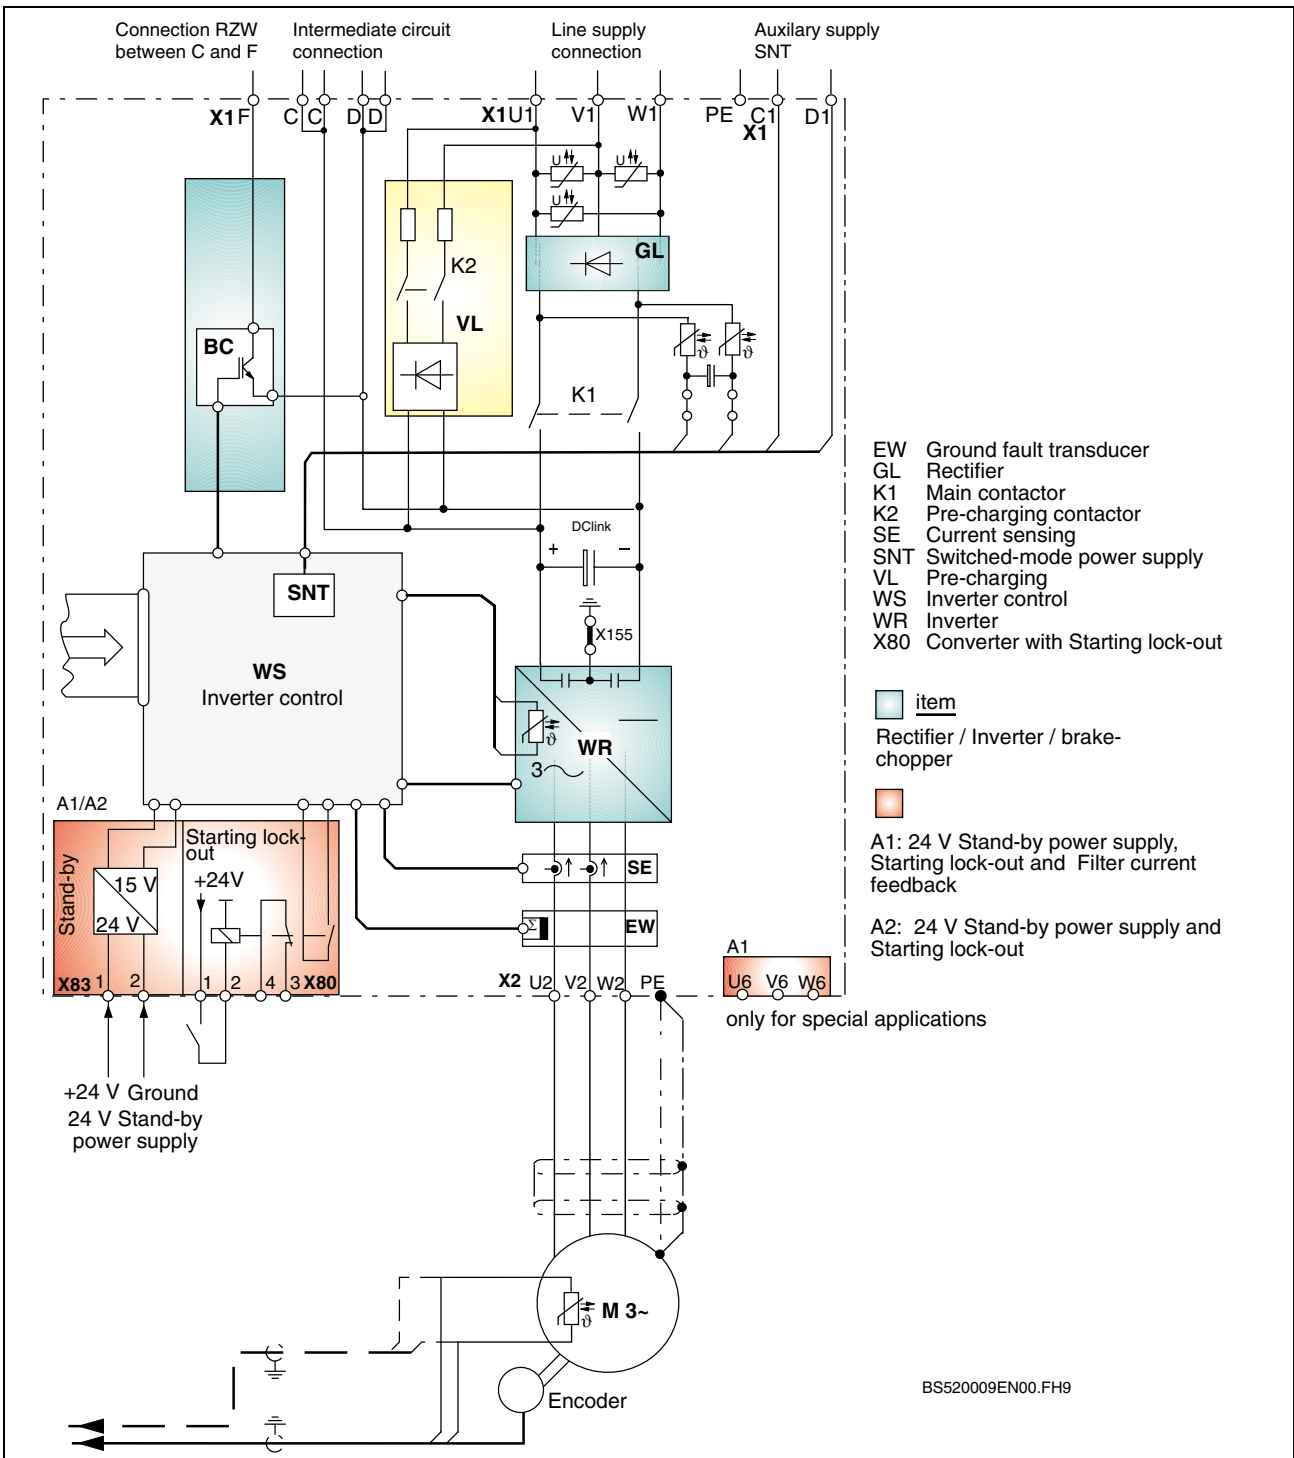 Connection RZW
between C and F
Intermediate circuit
connection
Line supply
connection
Auxilary supply
SNT
X1 F
C C D D
X1 U1 V1 W1
PE C1 D1
X1
U
U
U
GL
K2
VL
BC
ϑ ϑ
K1
EW Ground fault transducer
GL Rectifier
K1 Main contactor
K2 Pre-charging contactor
SE Current sensing
SNT Switched-mode power supply
VL Pre-charging
WS Inverter control
WR Inverter
X80 Converter with Starting lock-out
DClink
+ −
SNT
X155
WS
Inverter control
ϑ
WR
3
item
Rectifier / Inverter / brake-
chopper
A1/A2
Stand-by
Starting lock-
out
+24V
15 V
24 V
SE
Σ
EW
A1: 24 V Stand-by power supply,
Starting lock-out and Filter current
feedback
A2: 24 V Stand-by power supply and
Starting lock-out
X83 1 2 1 2 4 3 X80
X2 U2 V2 W2 PE
A1
U6 V6 W6
only for special applications
+24 V Ground
24 V Stand-by
power supply
M 3~
ϑ
Encoder
BS520009EN00.FH9